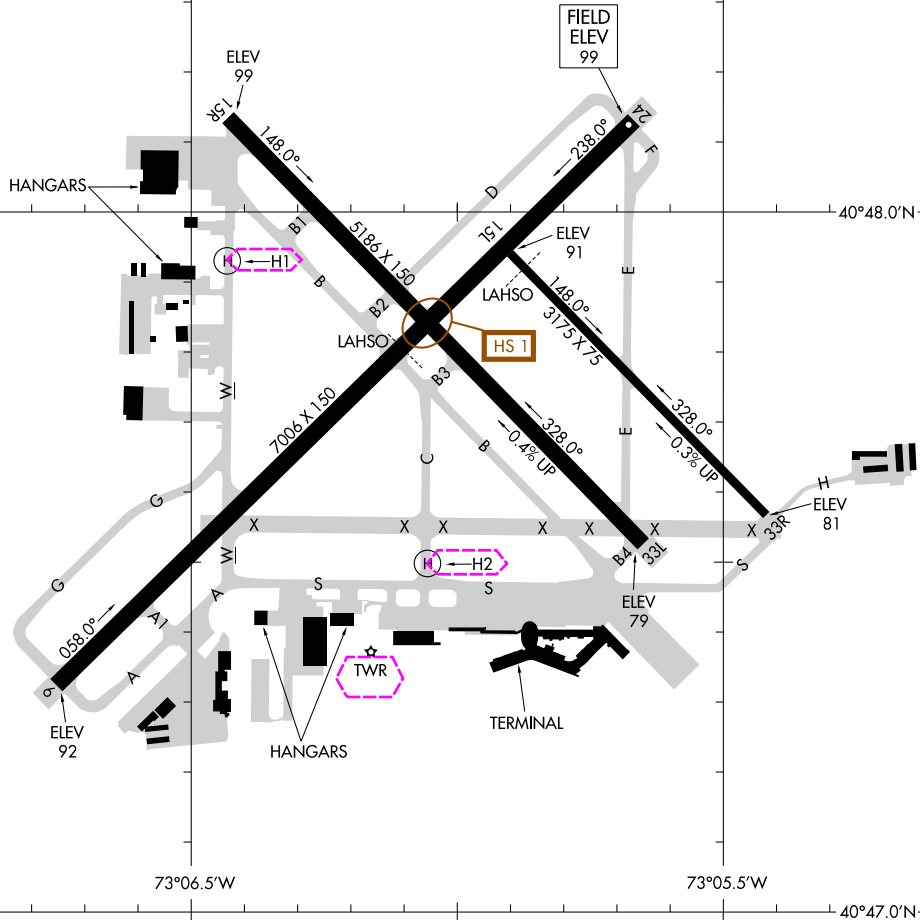 FIELD
ELEV
99
ELEV
99
15R
24
148.0°
238.0°
F
HANGARS
D
40°48.0'N
B1
5186 X 150
15L
ELEV
91
H1
B
E
LAHSO
148.0°
3175 X 75
B2
LAHSO
HS 1
B3
W
7006 X 150
328.0°
328.0°
0.4% UP
0.3% UP
E
C
B
G
H
ELEV
81
X
X
X
X
X
X
X
33R
W
B4
33L
H2
S
G
A
S
S
ELEV
79
058.0°
A1
A
TWR
6
ELEV
92
HANGARS
TERMINAL
73°06.5'W
73°05.5'W
40°47.0'N